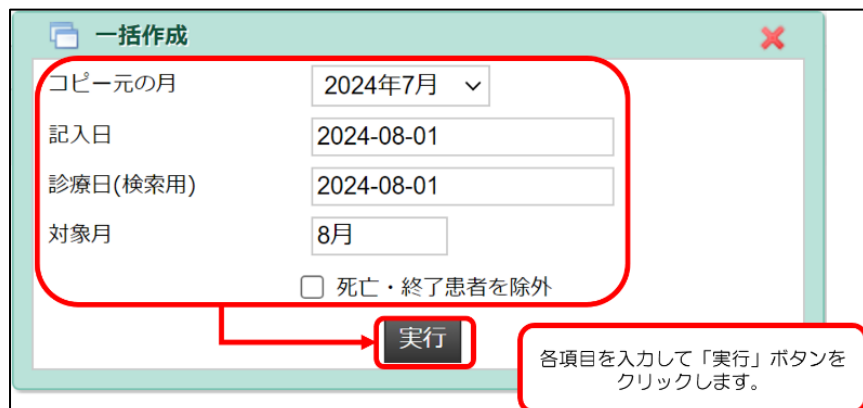 一括作成
コピー元の月 2024年7月
記入日 2024-08-01
診療日(検索用) 2024-08-01
対象月 8月
死亡・終了患者を除外
実行
各項目を入力して「実行」ボタンを
クリックします。